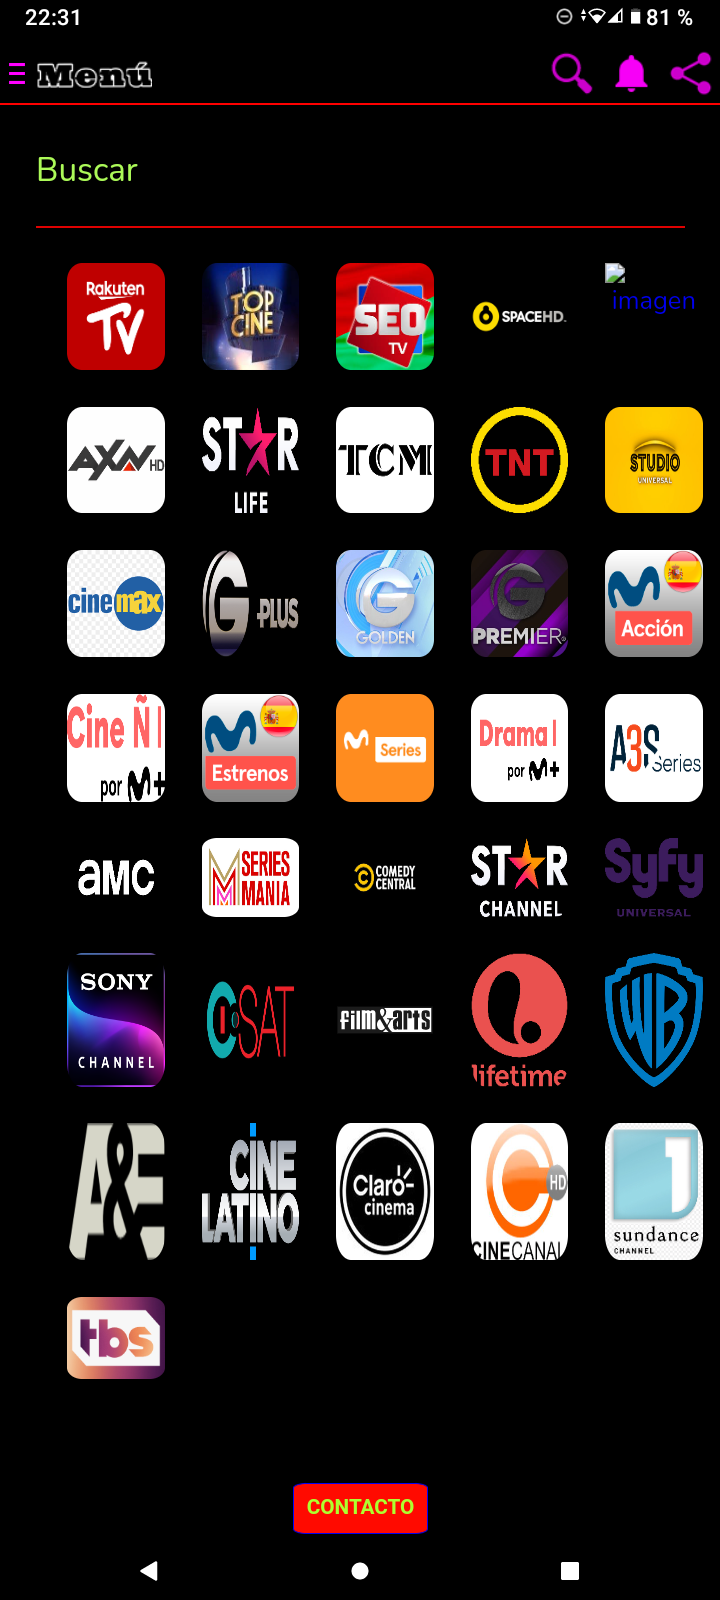 22:31
81 %
Menú
Buscar
Rakuten
TV
TOP
CINE
SEO
TV
SPACEHD.
imagen
AXN HD
STAR
LIFE
TCM
TNT
STUDIO
UNIVERSAL
cinemax
G PLUS
G
GOLDEN
G
PREMIER
Acción
Cine Ñ |
por M+
Estrenos
Series
Drama |
por M+
A3S Series
aMC
M SERIES
MANIA
COMEDY
CENTRAL
STAR
CHANNEL
Syfy
UNIVERSAL
SONY
CHANNEL
C·SAT
film&arts
lifetime
WB
A&E
CINE
LATINO
Claro
cinema
HD
CINECANAL
1
sundance
CHANNEL
tbs
CONTACTO